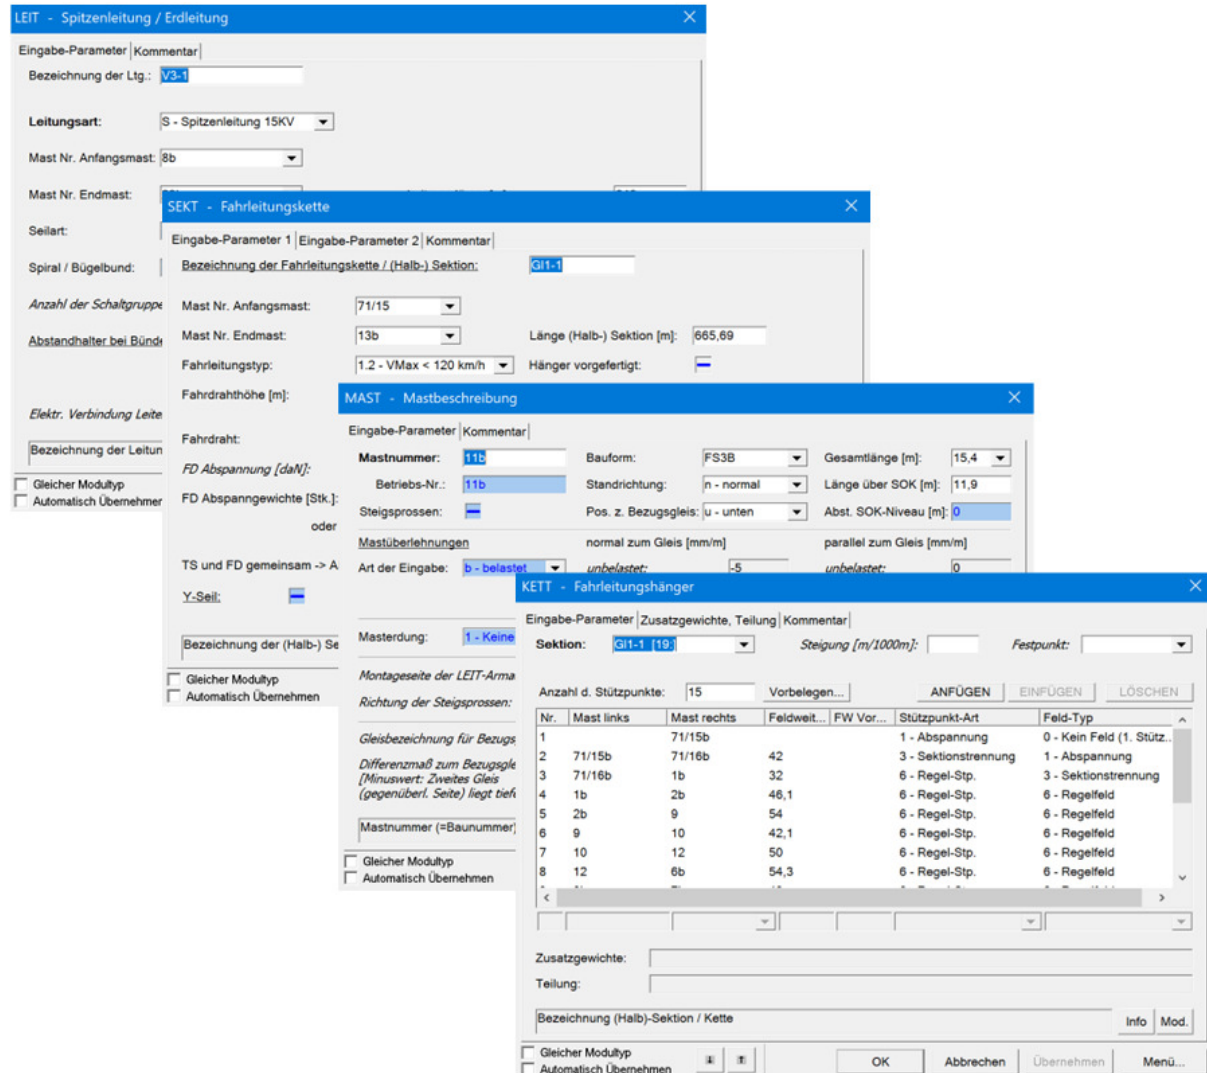 LEIT - Spitzenleitung / Erdleitung
Eingabe-Parameter Kommentar
Bezeichnung der Ltg.: V3-1
Leitungsart: S - Spitzenleitung 15KV
Mast Nr. Anfangsmast: 8b
Mast Nr. Endmast:
Seilart:
Spiral / Bügelbund:
Anzahl der Schaltgruppe
Abstandhalter bei Bünde
Elektr. Verbindung Leite
Bezeichnung der Leitun
Gleicher Modultyp
Automatisch Übernehmer
SEKT - Fahrleitungskette
Eingabe-Parameter 1 Eingabe-Parameter 2 Kommentar
Bezeichnung der Fahrleitungskette / (Halb-) Sektion: Gl1-1
Mast Nr. Anfangsmast: 71/15
Mast Nr. Endmast: 13b Länge (Halb-) Sektion [m]: 665,69
Fahrleitungstyp: 1.2 - VMax < 120 km/h Hänger vorgefertigt:
Fahrdrahthöhe [m]:
Fahrdraht:
FD Abspannung [daN]:
FD Abspanngewichte [Stk.]:
oder
TS und FD gemeinsam -> A
Y-Seil:
Bezeichnung der (Halb-) Se
Gleicher Modultyp
Automatisch Übernehmen
MAST - Mastbeschreibung
Eingabe-Parameter Kommentar
Mastnummer: 11b Bauform: FS3B Gesamtlänge [m]: 15,4
Betriebs-Nr.: 11b Standrichtung: n - normal Länge über SOK [m]: 11,9
Steigsprossen: Pos. z. Bezugsgleis: u - unten Abst. SOK-Niveau [m]: 0
Mastüberlehnungen normal zum Gleis [mm/m] parallel zum Gleis [mm/m]
Art der Eingabe: b - belastet unbelastet: -5 unbelastet: 0
Masterdung: 1 - Keine
Montageseite der LEIT-Arma
Richtung der Steigsprossen:
Gleisbezeichnung für Bezugs
Differenzmaß zum Bezugsgle
[Minuswert: Zweites Gleis
(gegenüberl. Seite) liegt tiefe
Mastnummer (=Baunummer)
Gleicher Modultyp
Automatisch Übernehmen
KETT - Fahrleitungshänger
Eingabe-Parameter Zusatzgewichte, Teilung Kommentar
Sektion: Gl1-1 [19:] Steigung [m/1000m]: Festpunkt:
Anzahl d. Stützpunkte: 15 Vorbelegen... ANFÜGEN EINFÜGEN LÖSCHEN
Nr. Mast links Mast rechts Feldweit... FW Vor... Stützpunkt-Art Feld-Typ
1 71/15b 1 - Abspannung 0 - Kein Feld (1. Stütz..
2 71/15b 71/16b 42 3 - Sektionstrennung 1 - Abspannung
3 71/16b 1b 32 6 - Regel-Stp. 3 - Sektionstrennung
4 1b 2b 46,1 6 - Regel-Stp. 6 - Regelfeld
5 2b 9 54 6 - Regel-Stp. 6 - Regelfeld
6 9 10 42,1 6 - Regel-Stp. 6 - Regelfeld
7 10 12 50 6 - Regel-Stp. 6 - Regelfeld
8 12 6b 54,3 6 - Regel-Stp. 6 - Regelfeld
Zusatzgewichte:
Teilung:
Bezeichnung (Halb)-Sektion / Kette Info Mod.
Gleicher Modultyp
Automatisch Übernehmen OK Abbrechen Übernehmen Menü...